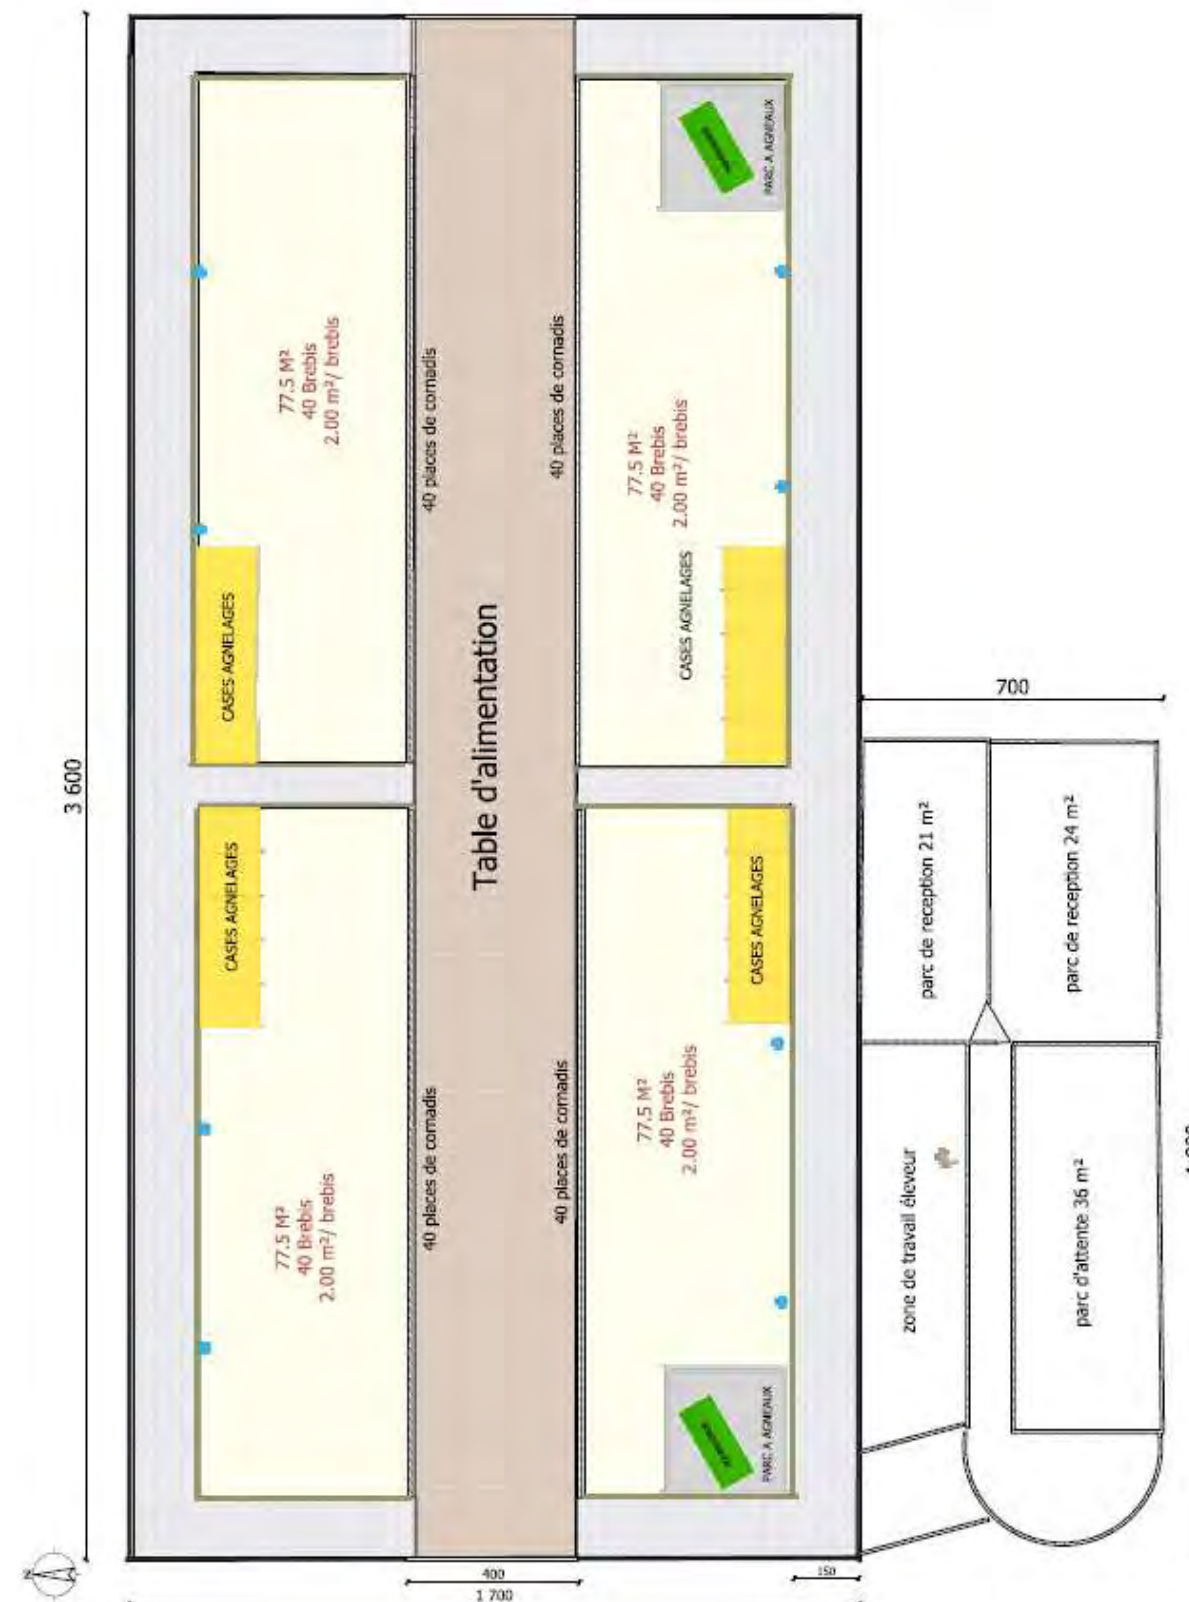 77.5 M²
40 Brebis
2.00 m²/ brebis
40 places de cornadis
40 places de cornadis
77.5 M²
40 Brebis
2.00 m²/ brebis
PARC A AGNEAUX
CASES AGNELAGES
CASES AGNELAGES
Table d'alimentation
3 600
700
CASES AGNELAGES
CASES AGNELAGES
parc de reception 21 m²
parc de reception 24 m²
77.5 M²
40 Brebis
2.00 m²/ brebis
40 places de cornadis
40 places de cornadis
77.5 M²
40 Brebis
2.00 m²/ brebis
zone de travail éleveur
parc d'attente 36 m²
PARC A AGNEAUX
N
400
150
1 700